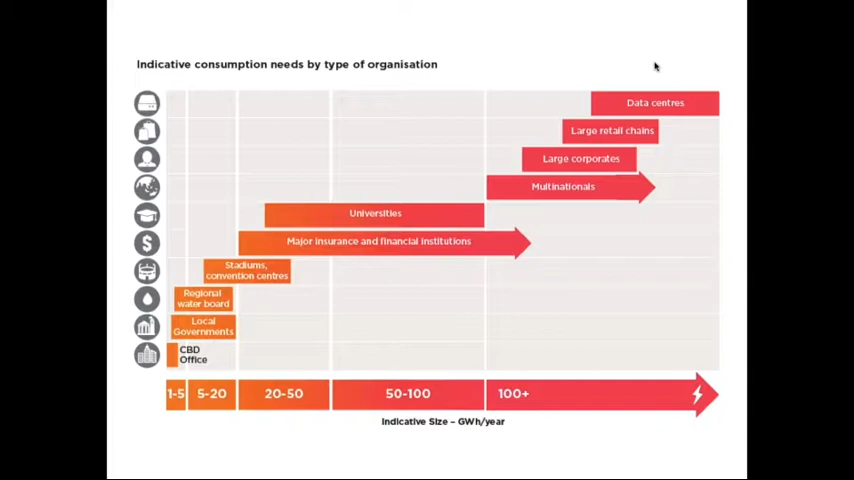 Indicative consumption needs by type of organisation
Data centres
Large retail chains
Large corporates
Multinationals
Universities
Major insurance and financial institutions
Stadiums,
convention centres
Regional
water board
Local
Governments
CBD
Office
$
1-5 5-20 20-50 50-100 100+
Indicative Size – GWh/year